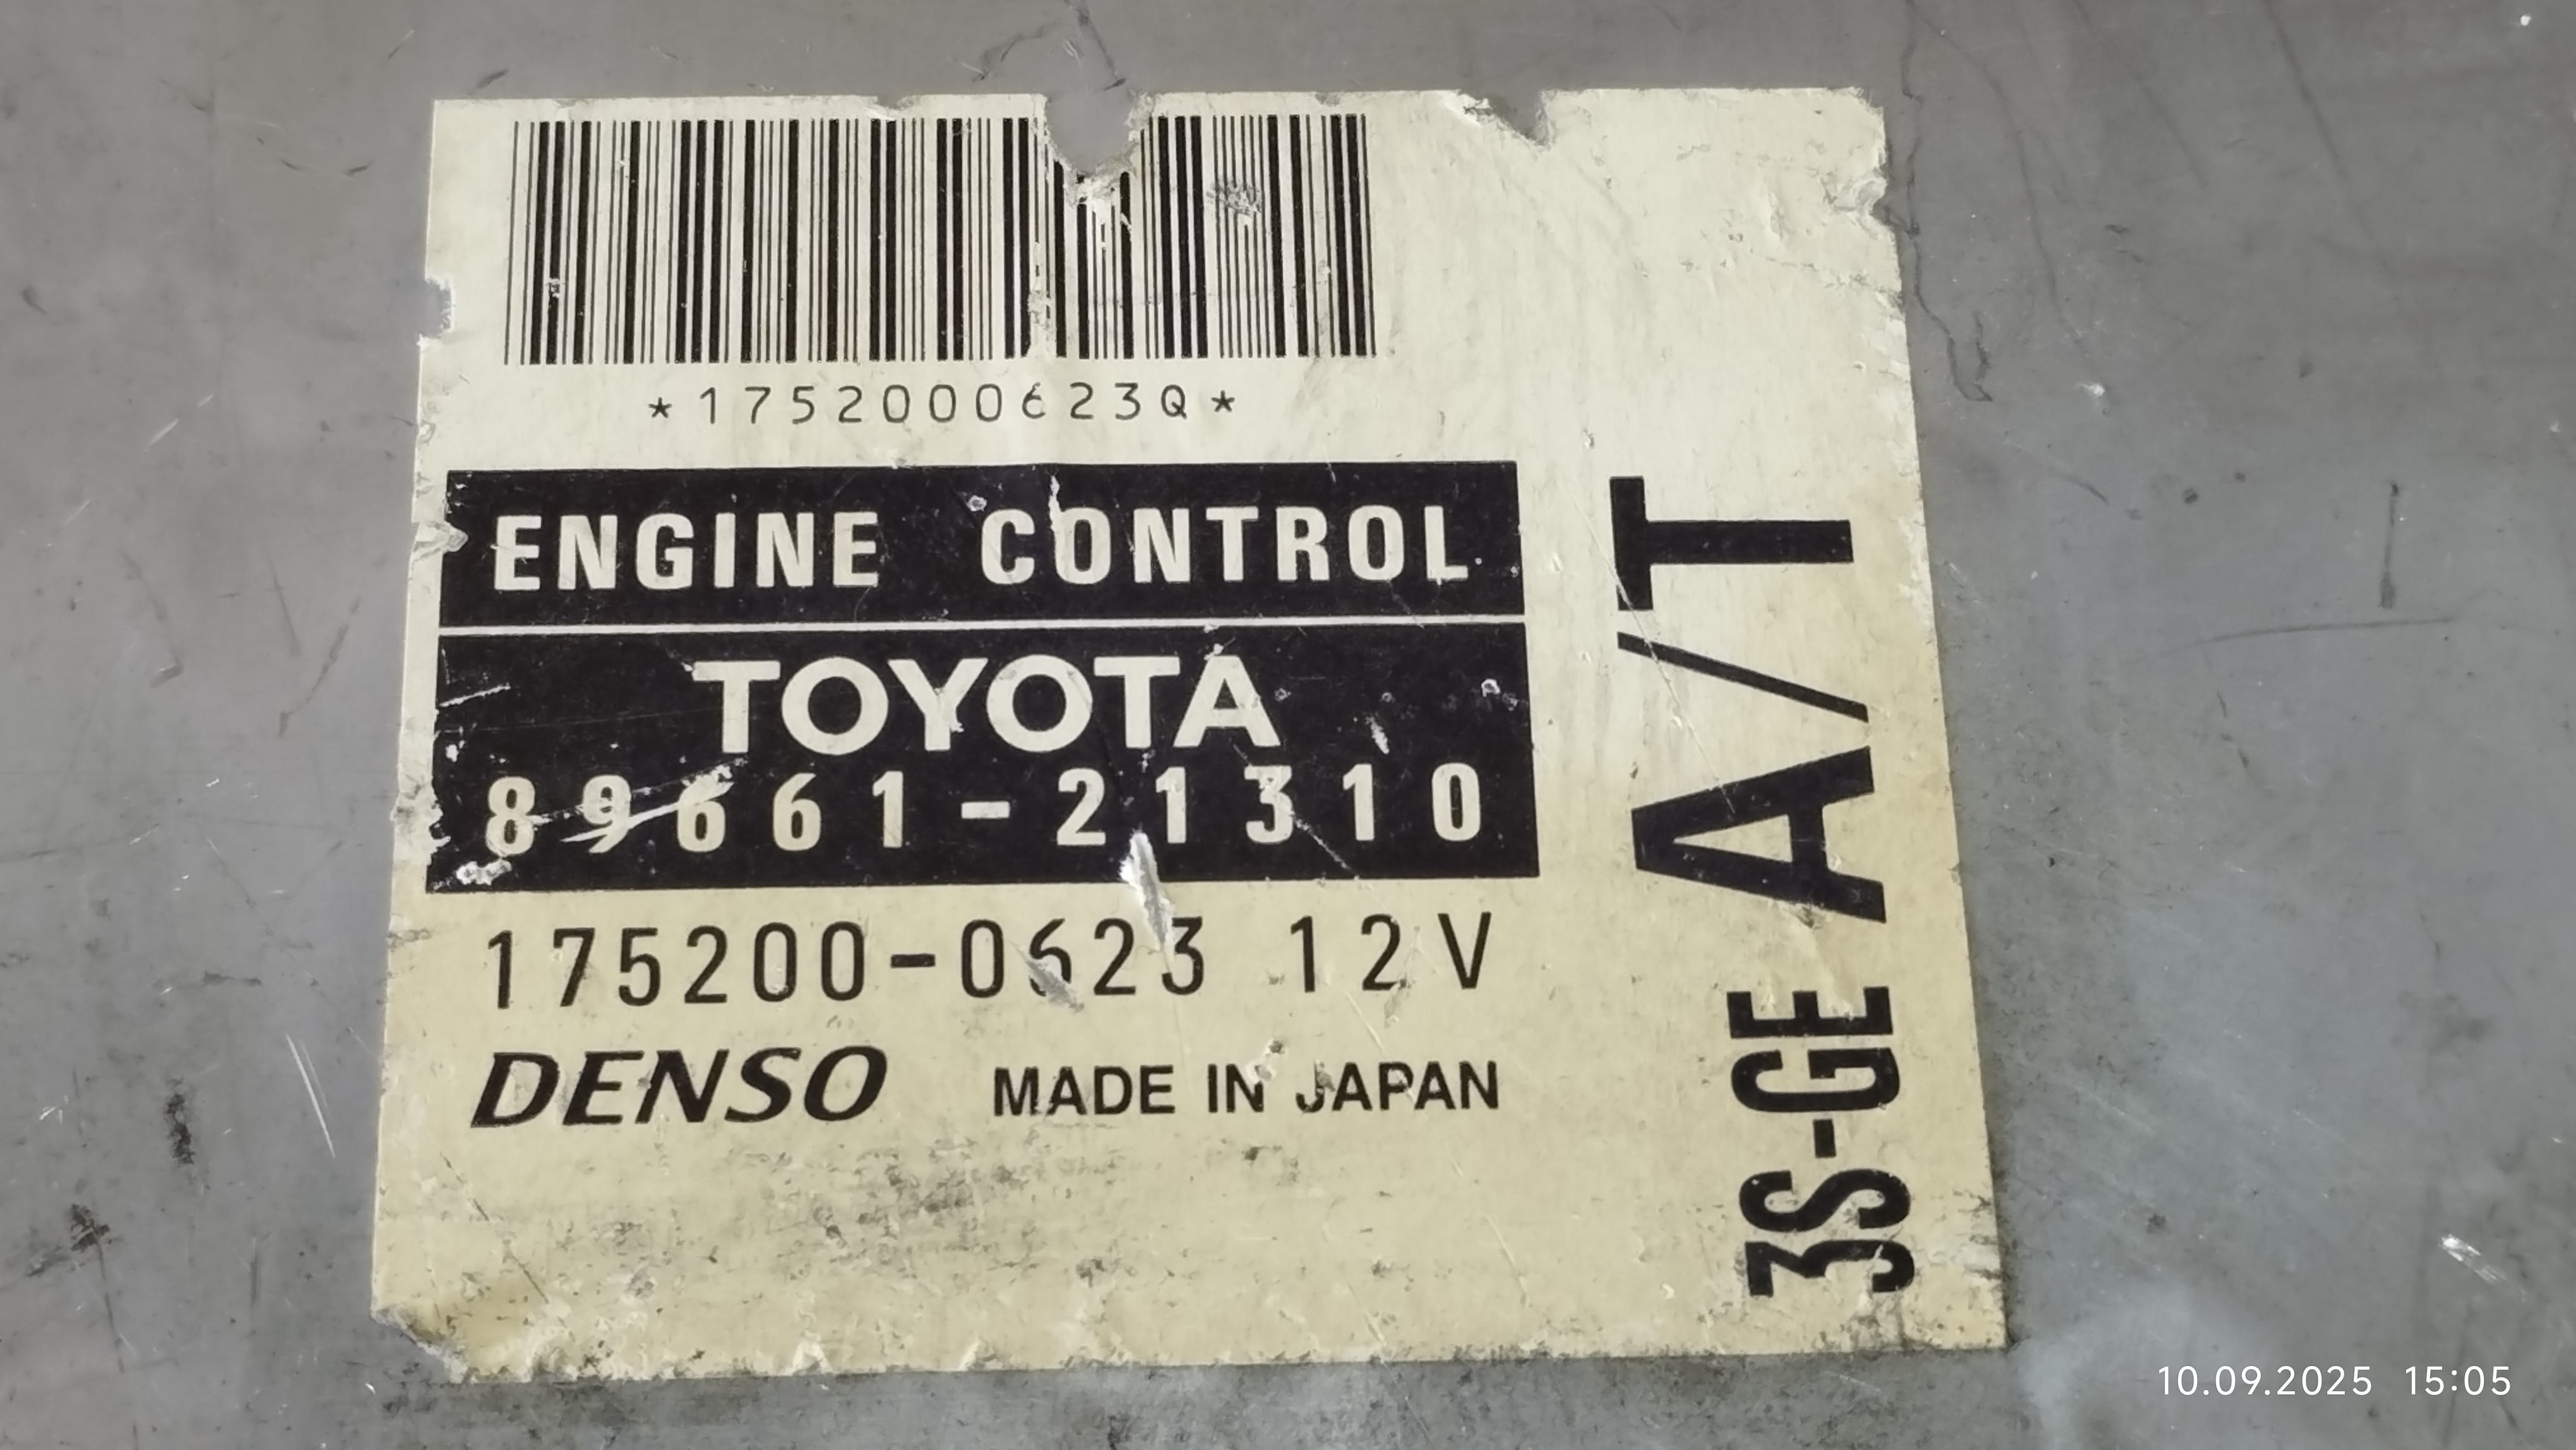 *1752000623Q*
ENGINE CONTROL
TOYOTA
89661-21310
175200-0623 12V
DENSO MADE IN JAPAN
3S-GE A/T
10.09.2025 15:05